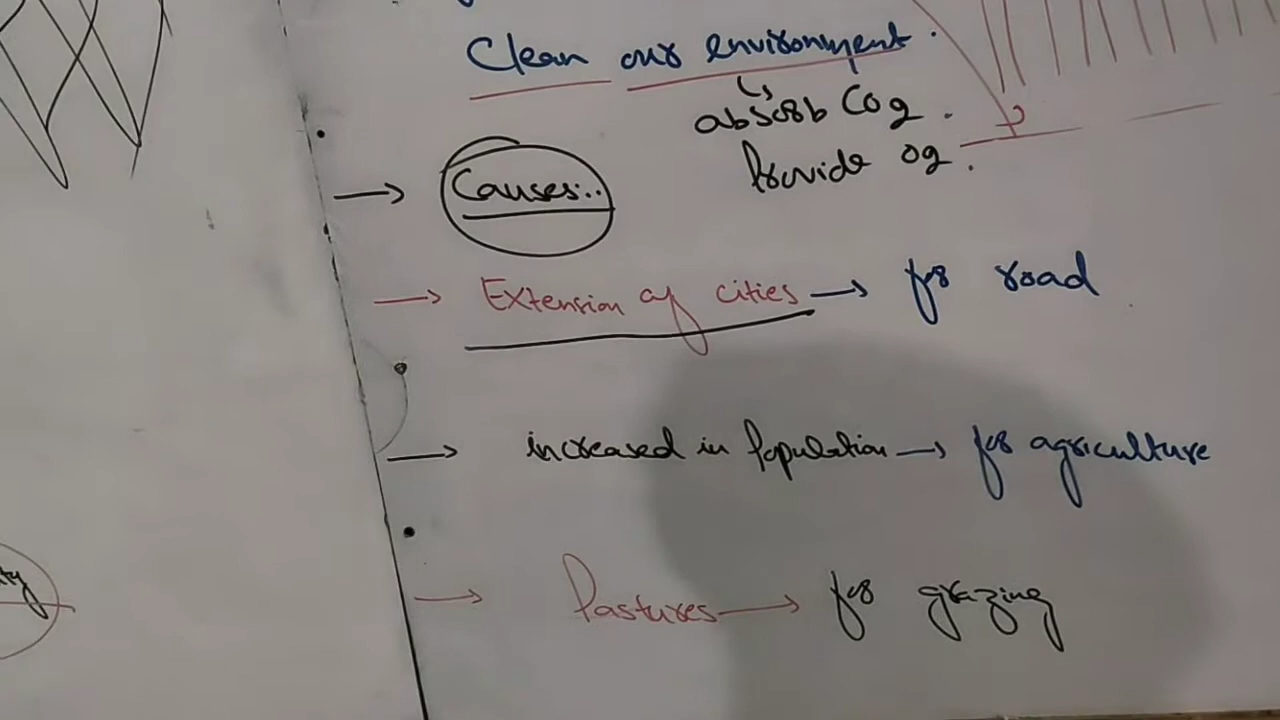 Clean our environment.
absorb CO2.
Provide O2.
→ Causes:.
→ Extension of cities → for road
→ increased in Population → for agriculture
→ Pastures → for grazing